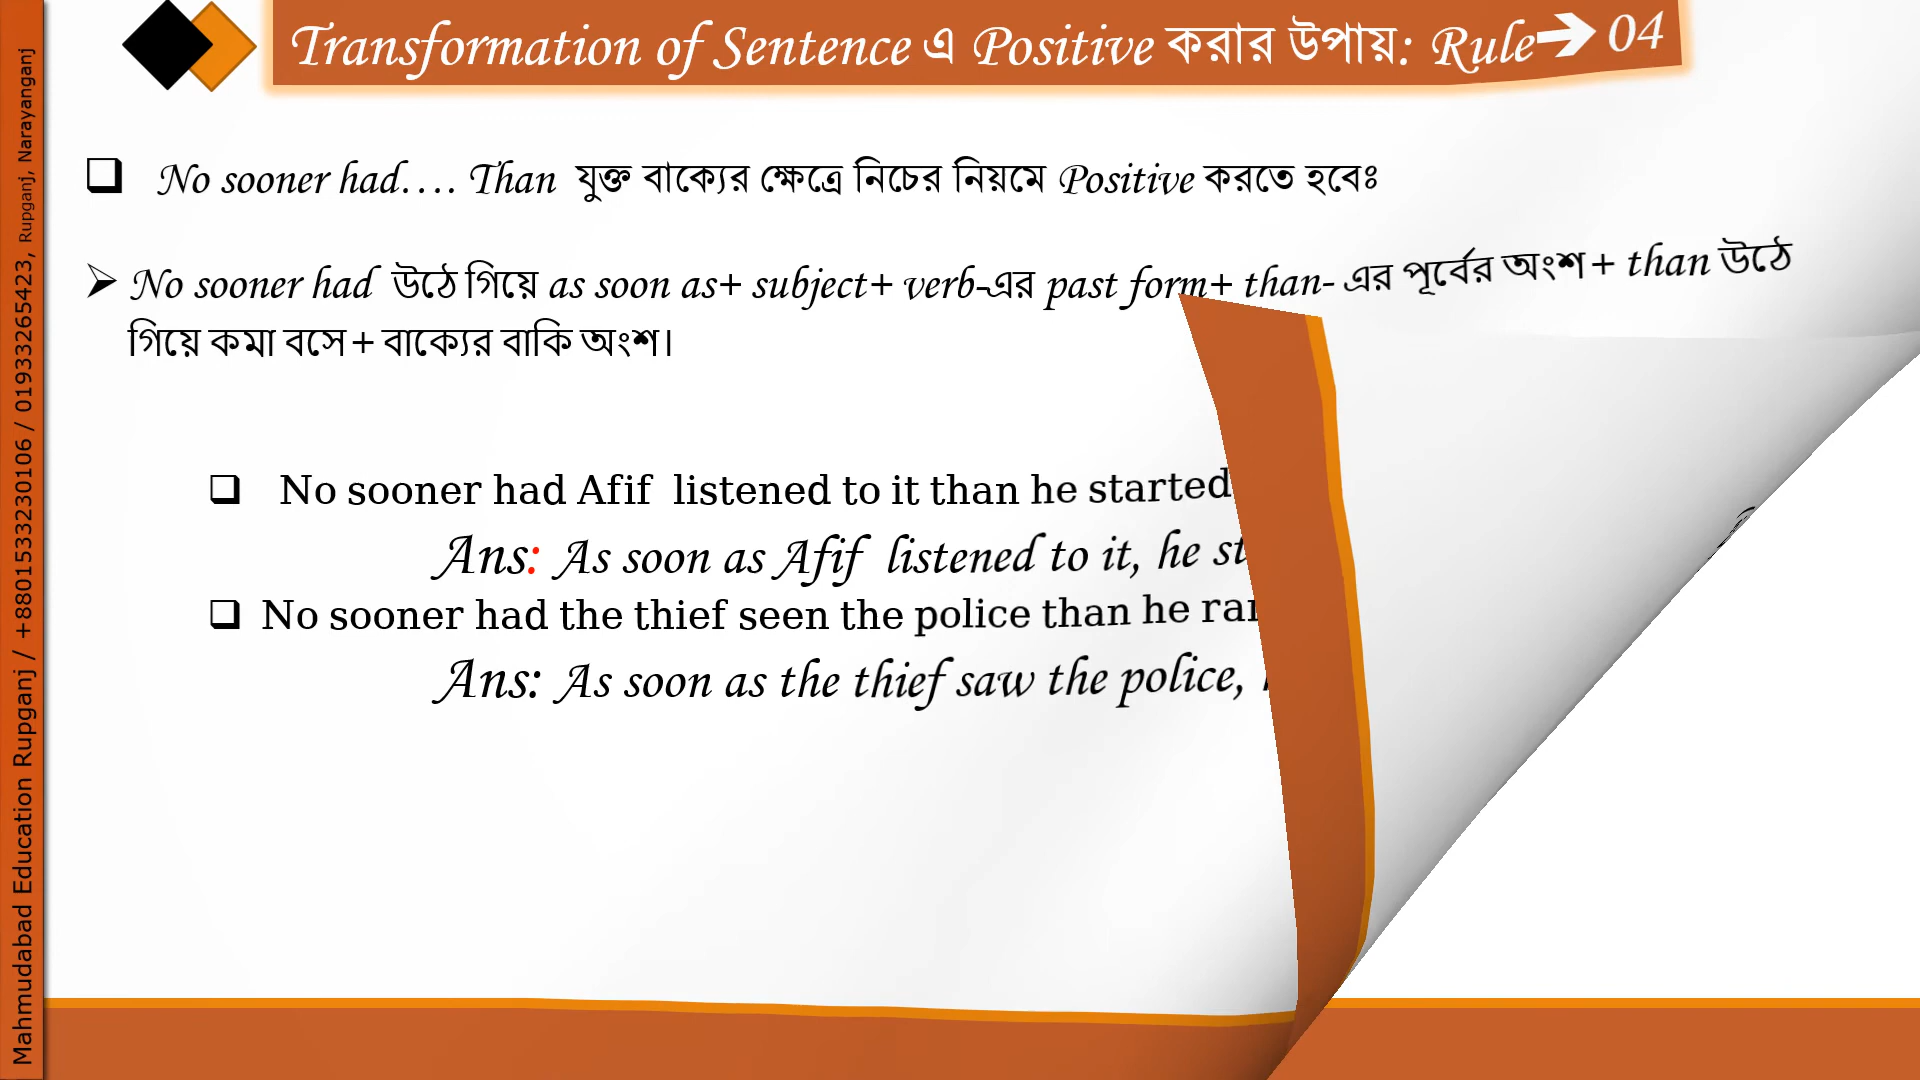 Transformation of Sentence এ Positive করার উপায়: Rule→ 04
No sooner had.... Than যুক্ত বাক্যের ক্ষেত্রে নিচের নিয়মে Positive করতে হবেঃ
No sooner had উঠে গিয়ে as soon as+ subject+ verb-এর past form+ than- এর পূর্বের অংশ+ than উঠে
গিয়ে কমা বসে+ বাক্যের বাকি অংশ।
No sooner had Afif listened to it than he started
Ans: As soon as Afif listened to it, he
No sooner had the thief seen the police than he
Ans: As soon as the thief saw the police,
Mahmudabad Education Rupganj / +8801533230106 / 01933265423, Rupganj, Narayanganj